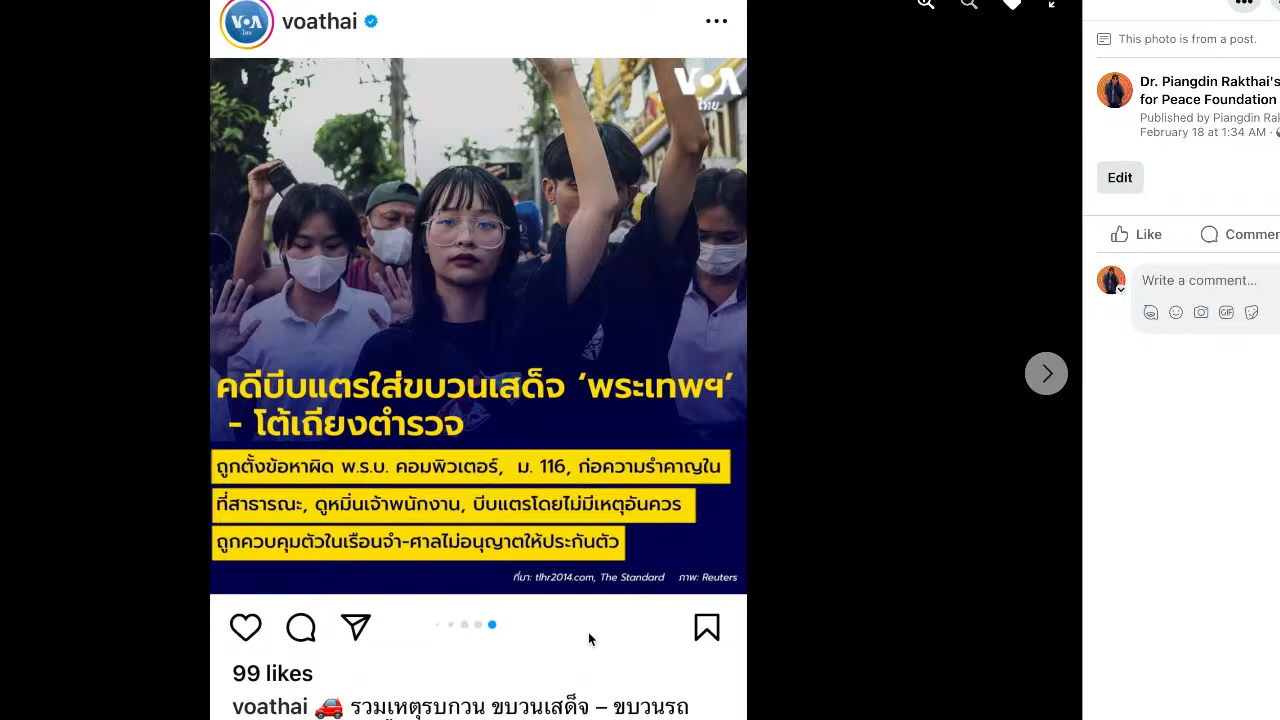 VOA
ไทย
voathai
VOA
ไทย
คดีบีบแตรใส่ขบวนเสด็จ ‘พระเทพฯ’
- โต้เถียงตำรวจ
ถูกตั้งข้อหาผิด พ.ร.บ. คอมพิวเตอร์, ม. 116, ก่อความรำคาญใน
ที่สาธารณะ, ดูหมิ่นเจ้าพนักงาน, บีบแตรโดยไม่มีเหตุอันควร
ถูกควบคุมตัวในเรือนจำ-ศาลไม่อนุญาตให้ประกันตัว
ที่มา: tlhr2014.com, The Standard ภาพ: Reuters
99 likes
voathai 🚗 รวมเหตุรบกวน ขบวนเสด็จ – ขบวนรถ
This photo is from a post.
Dr. Piangdin Rakthai's
for Peace Foundation
Published by Piangdin Rak
February 18 at 1:34 AM ·
Edit
Like
Commer
Write a comment...
GIF